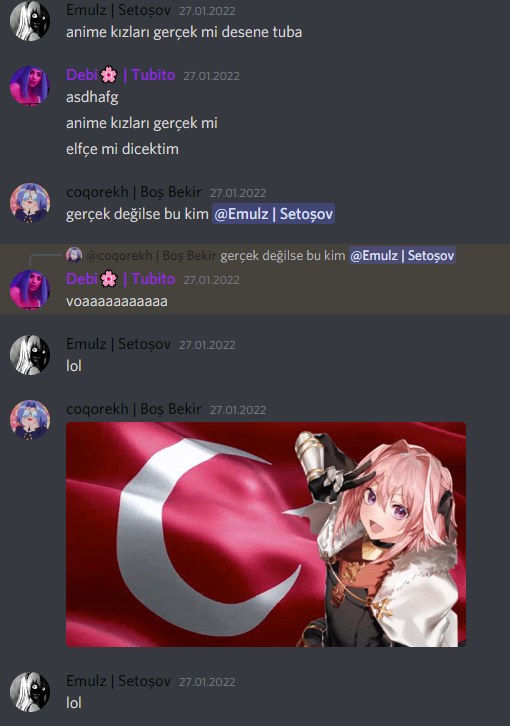 Emulz | Setoşov 27.01.2022
anime kızları gerçek mi desene tuba
Debi🌸 | Tubito 27.01.2022
asdhafg
anime kızları gerçek mi
elfçe mi dicektim
coqorekh | Boş Bekir 27.01.2022
gerçek değilse bu kim @Emulz | Setoşov
@coqorekh | Boş Bekir gerçek değilse bu kim @Emulz | Setoşov
Debi🌸 | Tubito 27.01.2022
voaaaaaaaaaaa
Emulz | Setoşov 27.01.2022
lol
coqorekh | Boş Bekir 27.01.2022
Emulz | Setoşov 27.01.2022
lol